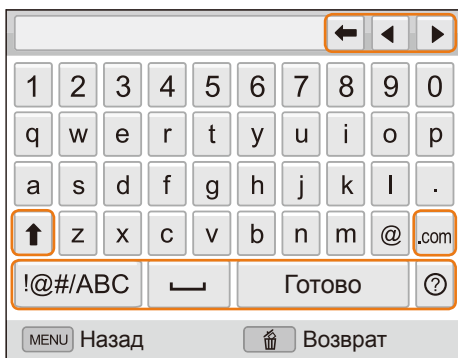 1 2 3 4 5 6 7 8 9 0
q w e r t y u i o p
a s d f g h j k l .
z x c v b n m @ .com
!@#/ABC Готово ?
MENU Назад Возврат